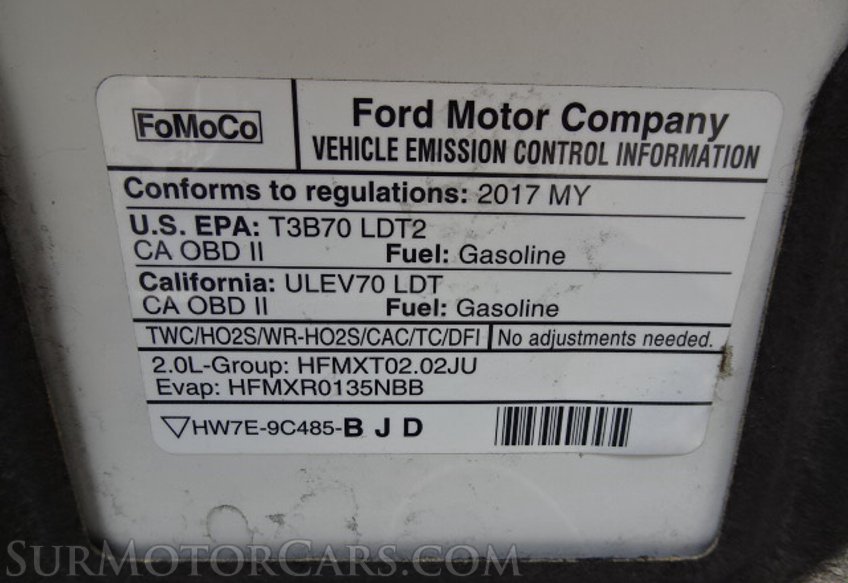 FoMoCo
Ford Motor Company
VEHICLE EMISSION CONTROL INFORMATION
Conforms to regulations: 2017 MY
U.S. EPA: T3B70 LDT2
CA OBD II Fuel: Gasoline
California: ULEV70 LDT
CA OBD II Fuel: Gasoline
TWC/HO2S/WR-HO2S/CAC/TC/DFI No adjustments needed.
2.0L-Group: HFMXT02.02JU
Evap: HFMXR0135NBB
HW7E-9C485-B J D
SURMOTORCARS.COM